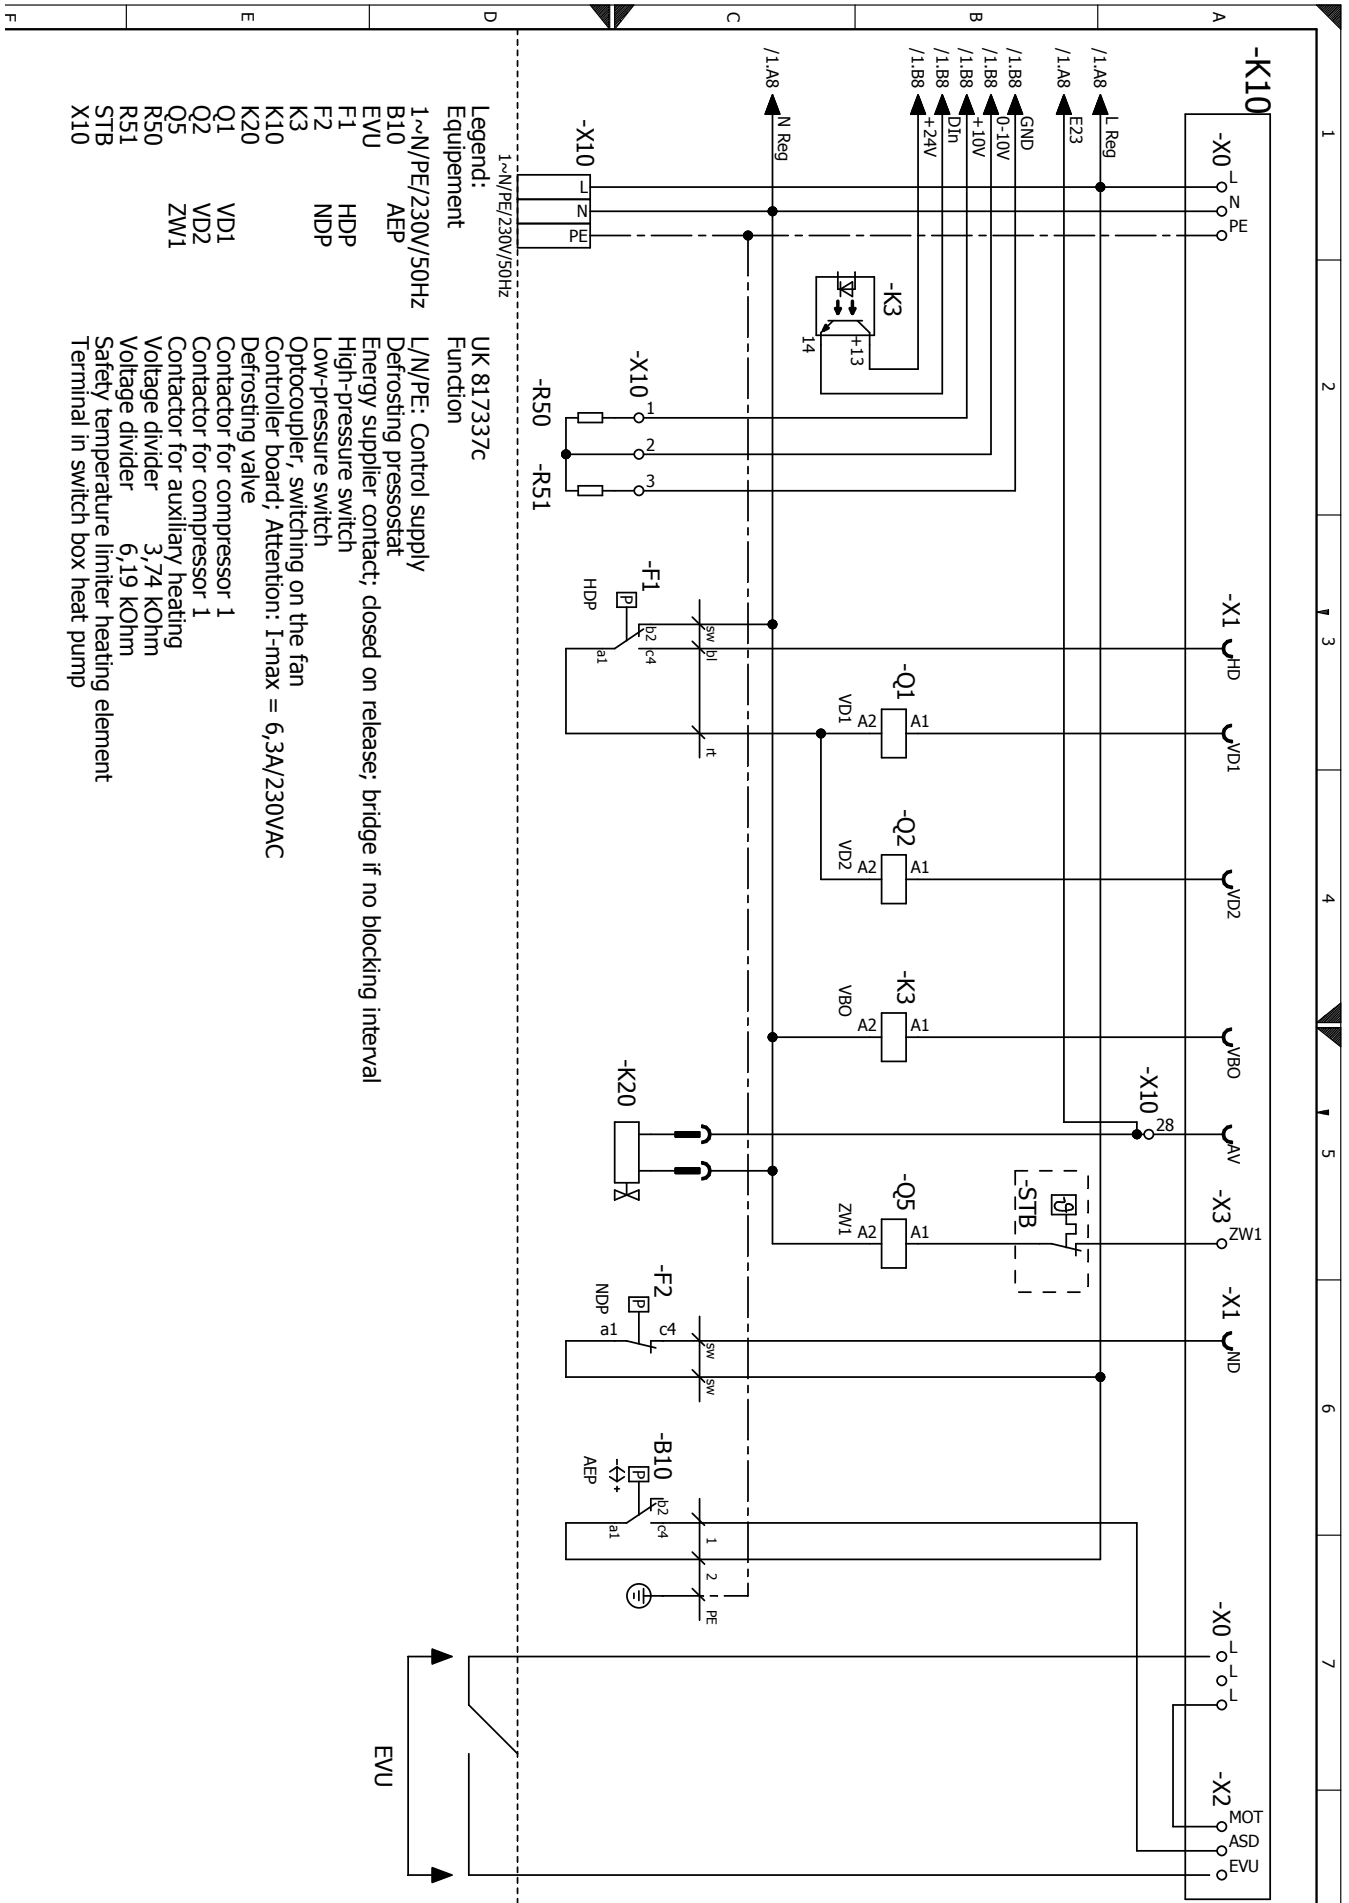 1
2
3
4
5
6
7
A
B
C
D
E
F
-K10
-X0
L
N
PE
-X1
HD
VD1
VD2
VBO
AV
-X3
ZW1
-X1
ND
-X0
L
L
L
-X2
MOT
ASD
EVU
/1.A8
L Reg
/1.A8
E23
/1.B8
GND
/1.B8
0-10V
/1.B8
+10V
/1.B8
DIn
/1.B8
+24V
/1.A8
N Reg
-X10
28
-STB
ϑ
-K3
+13
14
-Q1
VD1
A2
A1
-Q2
VD2
A2
A1
-K3
VBO
A2
A1
-Q5
ZW1
A2
A1
-X10
L
N
PE
1~N/PE/230V/50Hz
-X10
1
2
3
-R50
-R51
-F1
HDP
P
b2
c4
a1
sw
bl
rt
-K20
-F2
NDP
P
a1
c4
sw
sw
-B10
AEP
P
- +
b2
c4
a1
1
2
PE
EVU
Legend: UK 817337c
Equipement Function
1~N/PE/230V/50Hz L/N/PE: Control supply
B10 AEP Defrosting pressostat
EVU Energy supplier contact; closed on release; bridge if no blocking interval
F1 HDP High-pressure switch
F2 NDP Low-pressure switch
K3 Optocoupler, switching on the fan
K10 Controller board; Attention: I-max = 6,3A/230VAC
K20 Defrosting valve
Q1 VD1 Contactor for compressor 1
Q2 VD2 Contactor for compressor 1
Q5 ZW1 Contactor for auxiliary heating
R50 Voltage divider 3,74 kOhm
R51 Voltage divider 6,19 kOhm
STB Safety temperature limiter heating element
X10 Terminal in switch box heat pump